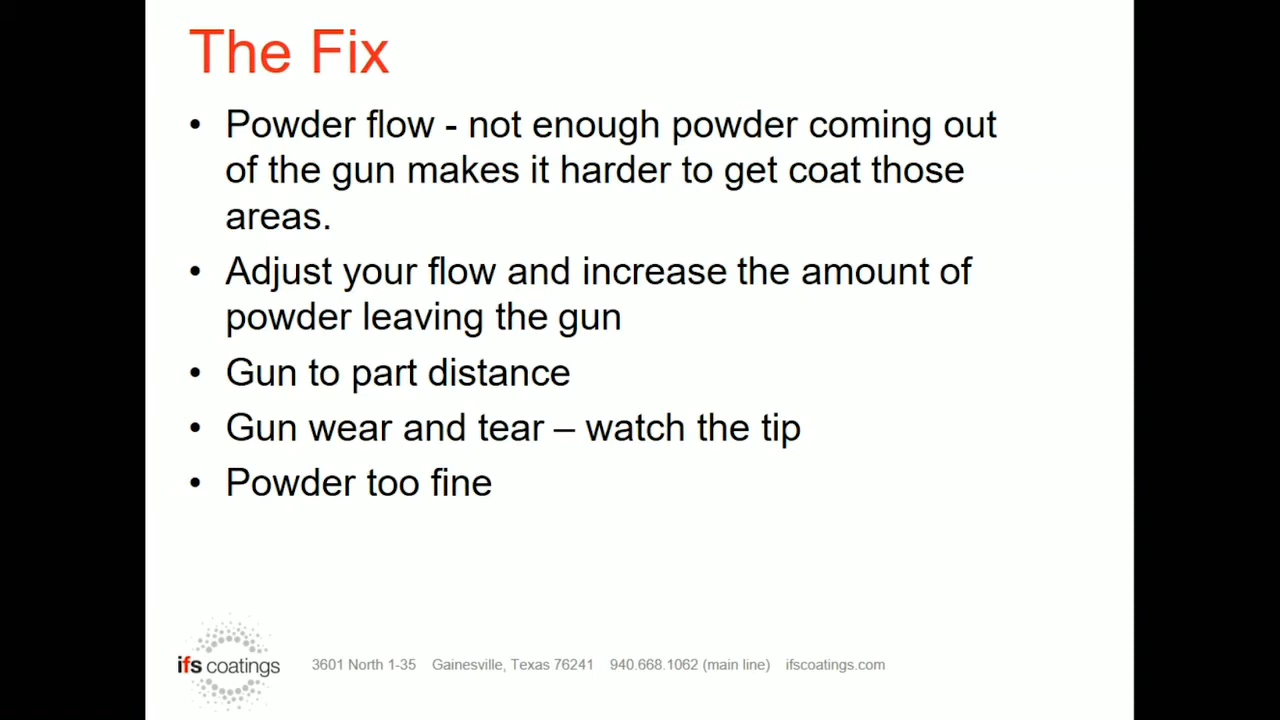 The Fix
• Powder flow - not enough powder coming out
of the gun makes it harder to get coat those
areas.
• Adjust your flow and increase the amount of
powder leaving the gun
• Gun to part distance
• Gun wear and tear – watch the tip
• Powder too fine
ifs coatings 3601 North 1-35 Gainesville, Texas 76241 940.668.1062 (main line) ifscoatings.com